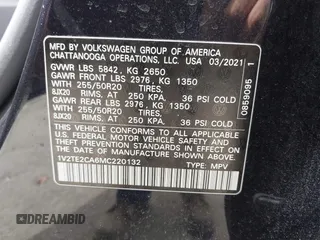 MFD. BY VOLKSWAGEN GROUP OF AMERICA
CHATTANOOGA OPERATIONS, LLC. USA 03/2021
GVWR LBS 5842, KG 2650
GAWR FRONT LBS 2976, KG 1350
WITH 255/50R20 TIRES,
8JX20 RIMS, AT 250 KPA, 36 PSI COLD
GAWR REAR LBS 2976, KG 1350
WITH 255/50R20 TIRES,
8JX20 RIMS, AT 250 KPA, 36 PSI COLD
THIS VEHICLE CONFORMS TO ALL APPLICABLE
U.S. FEDERAL MOTOR VEHICLE SAFETY AND
THEFT PREVENTION STANDARDS IN EFFECT ON
THE DATE OF MANUFACTURE SHOWN ABOVE.
1V2TE2CA6MC220132 TYPE: MPV
1
0855095
DREAMBID